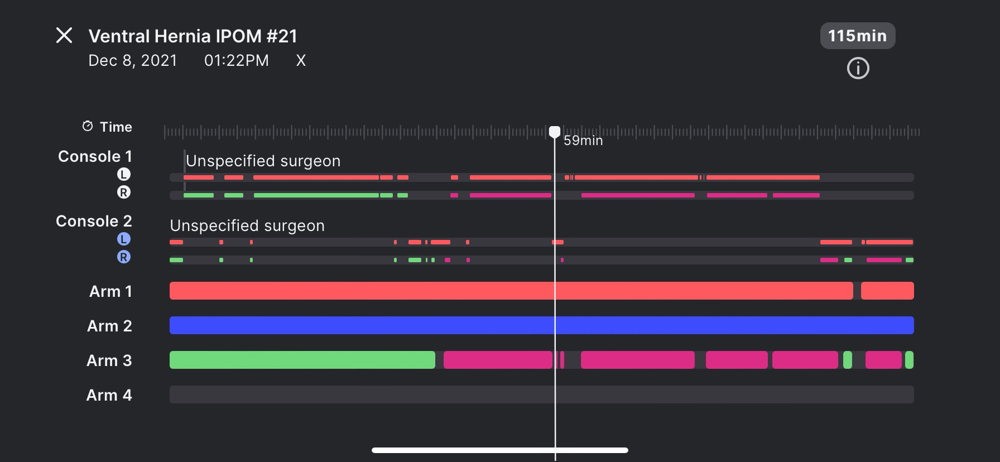 Ventral Hernia IPOM #21
115min
Dec 8, 2021 01:22PM X
i
Time
59min
Console 1
Unspecified surgeon
L
R
Console 2
Unspecified surgeon
L
R
Arm 1
Arm 2
Arm 3
Arm 4